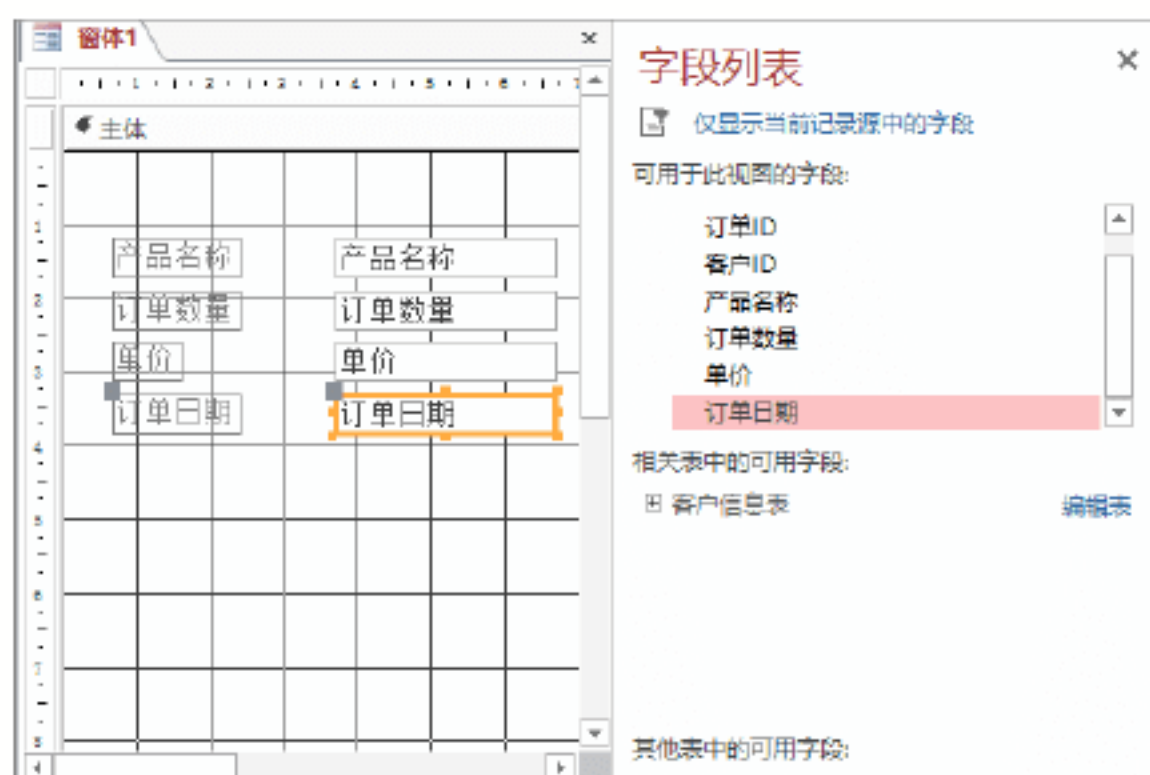 窗体1
主体
产品名称 产品名称
订单数量 订单数量
单价 单价
订单日期 订单日期
字段列表
仅显示当前记录源中的字段
可用于此视图的字段:
订单ID
客户ID
产品名称
订单数量
单价
订单日期
相关表中的可用字段:
客户信息表 编辑表
其他表中的可用字段: